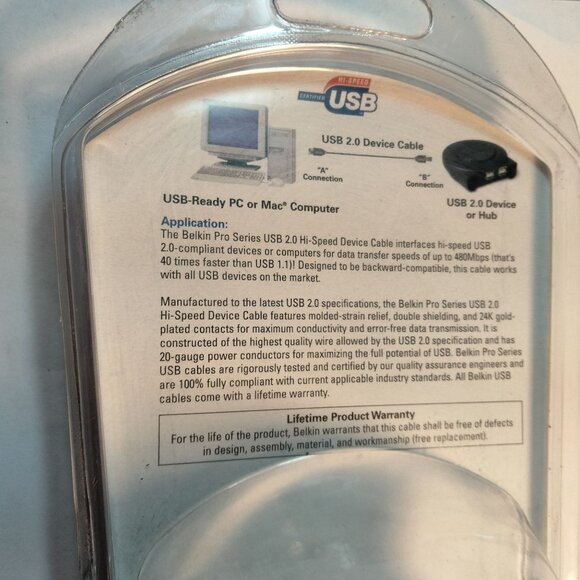 HI-SPEED
CERTIFIED USB
USB 2.0 Device Cable
"A"
Connection
"B"
Connection
USB-Ready PC or Mac® Computer
USB 2.0 Device
or Hub
Application:
The Belkin Pro Series USB 2.0 Hi-Speed Device Cable interfaces hi-speed USB
2.0-compliant devices or computers for data transfer speeds of up to 480Mbps (that's
40 times faster than USB 1.1)! Designed to be backward-compatible, this cable works
with all USB devices on the market.
Manufactured to the latest USB 2.0 specifications, the Belkin Pro Series USB 2.0
Hi-Speed Device Cable features molded-strain relief, double shielding, and 24K gold-
plated contacts for maximum conductivity and error-free data transmission. It is
constructed of the highest quality wire allowed by the USB 2.0 specification and has
20-gauge power conductors for maximizing the full potential of USB. Belkin Pro Series
USB cables are rigorously tested and certified by our quality assurance engineers and
are 100% fully compliant with current applicable industry standards. All Belkin USB
cables come with a lifetime warranty.
Lifetime Product Warranty
For the life of the product, Belkin warrants that this cable shall be free of defects
in design, assembly, material, and workmanship (free replacement).